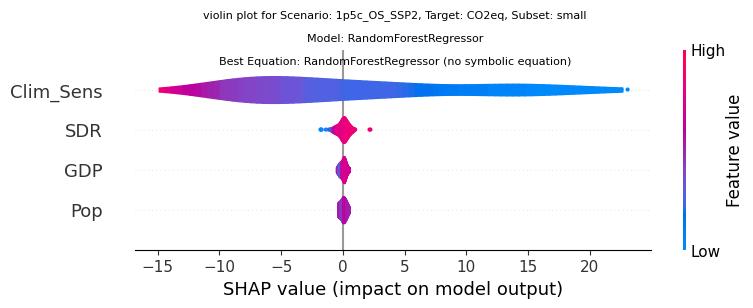 violin plot for Scenario: 1p5c_OS_SSP2, Target: CO2eq, Subset: small
Model: RandomForestRegressor
Best Equation: RandomForestRegressor (no symbolic equation)
High
Clim_Sens
SDR
GDP
Pop
Feature value
Low
−15 −10 −5 0 5 10 15 20
SHAP value (impact on model output)